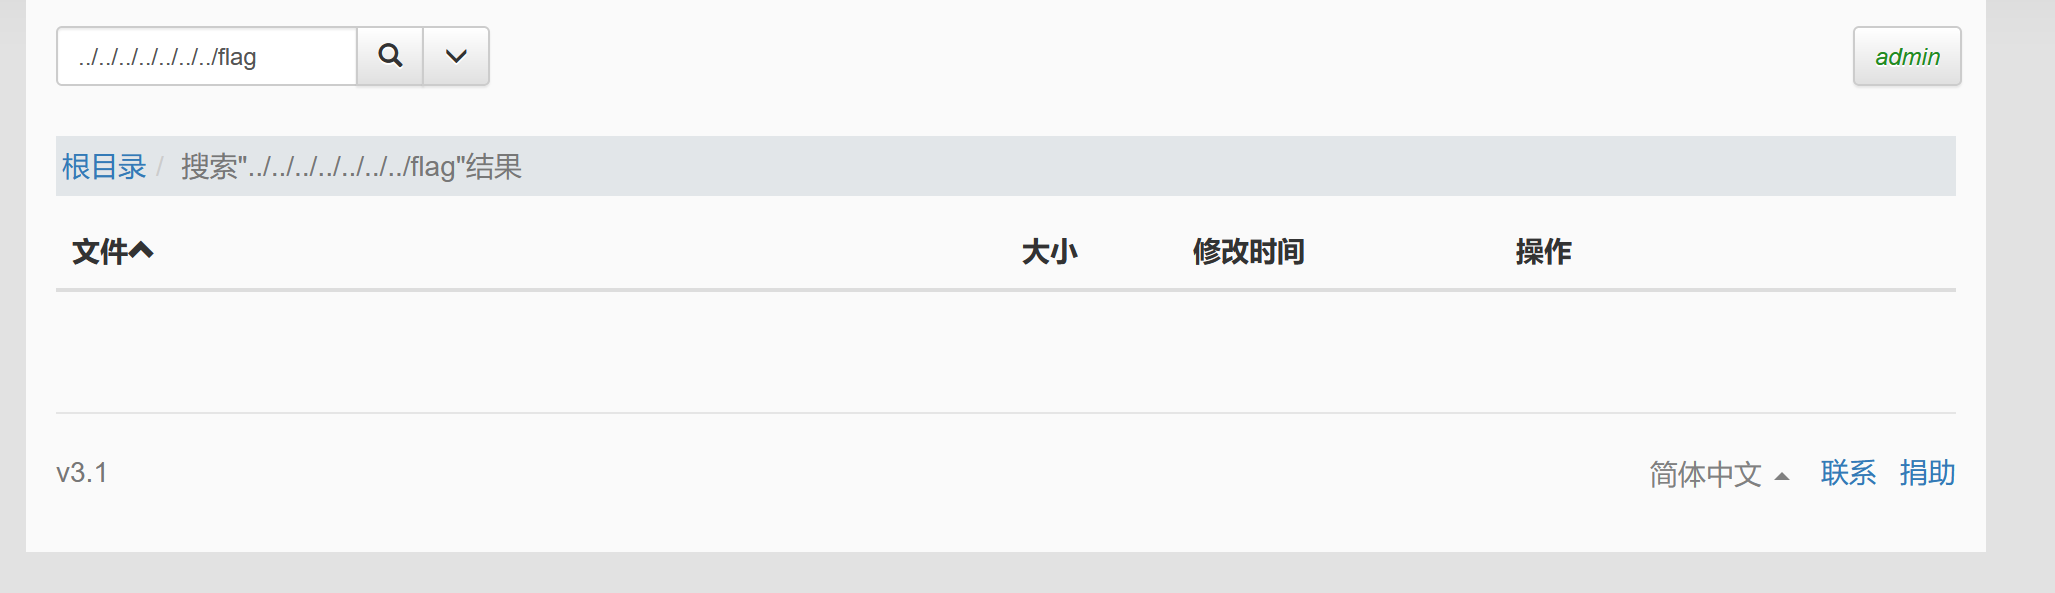 ../../../../../../../flag
admin
根目录 / 搜索"../../../../../../../flag"结果
文件 大小 修改时间 操作
v3.1 简体中文 联系 捐助